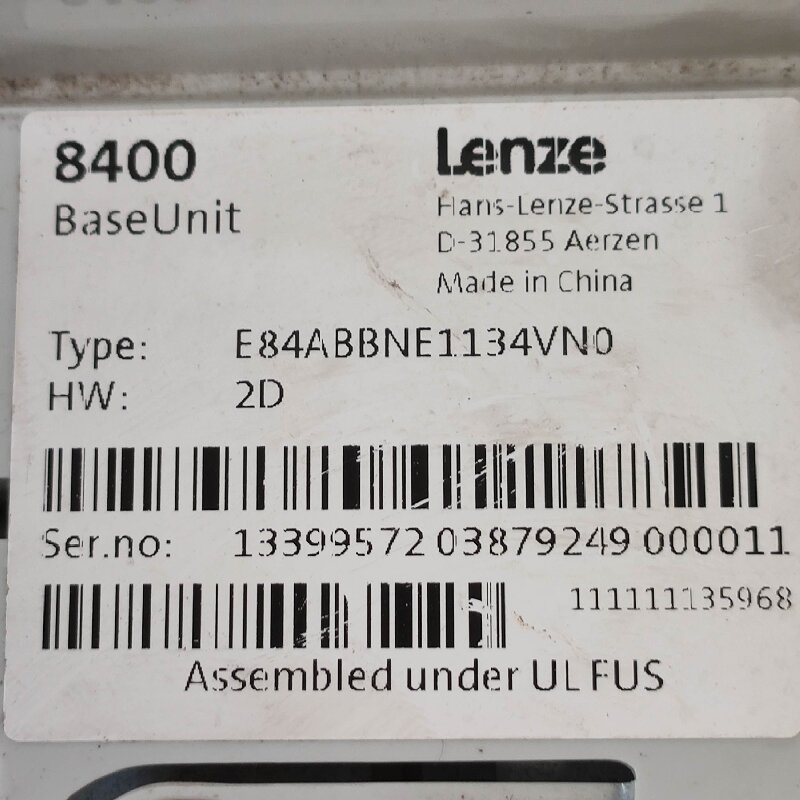 8400
BaseUnit
Lenze
Hans-Lenze-Strasse 1
D-31855 Aerzen
Made in China
Type: E84ABBNE1134VN0
HW: 2D
Ser.no: 13399572 03879249 000011
111111135968
Assembled under UL FUS